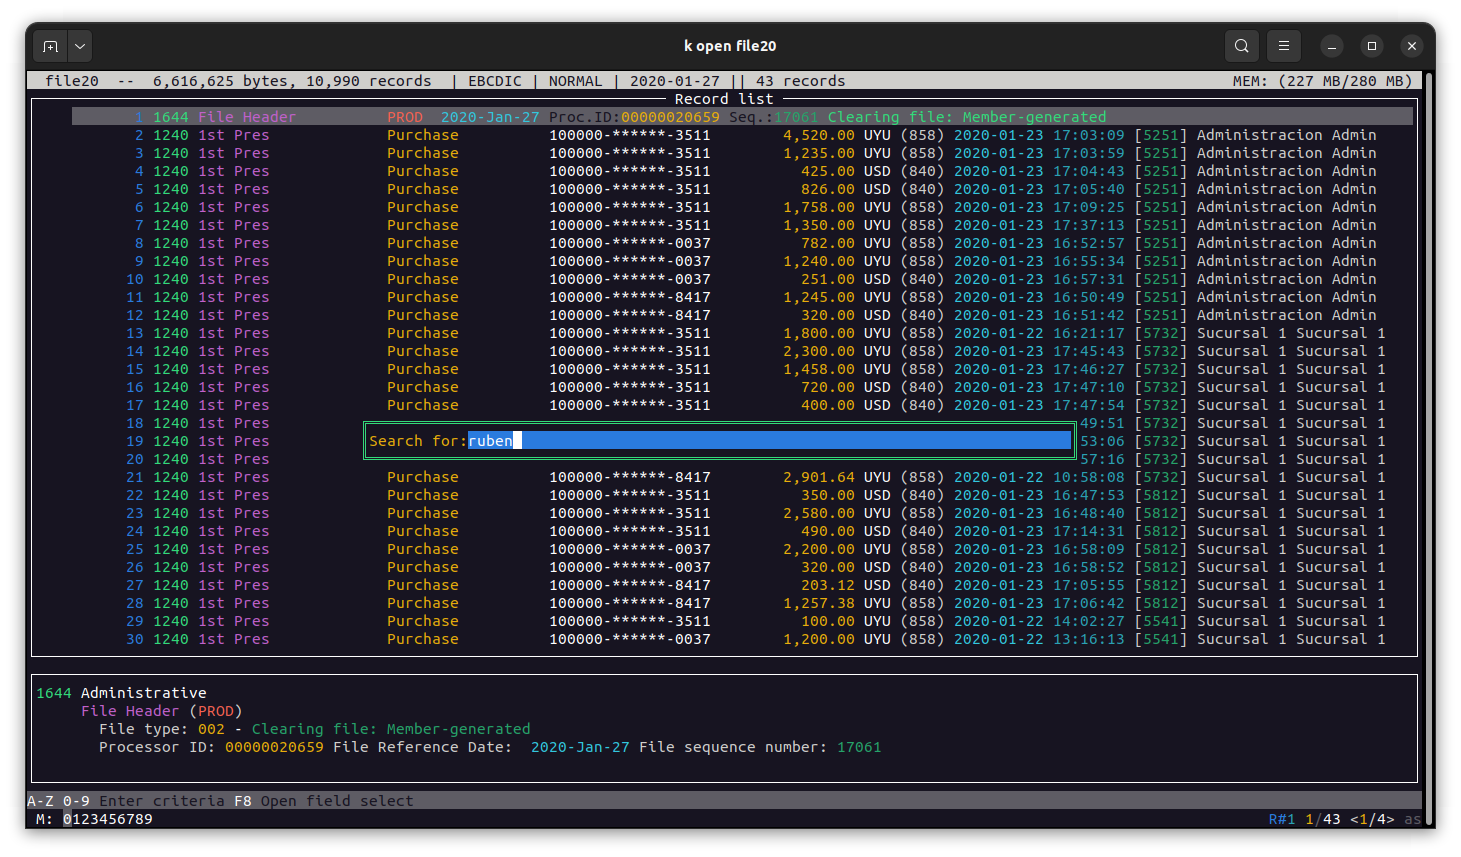 k open file20
file20 -- 6,616,625 bytes, 10,990 records | EBCDIC | NORMAL | 2020-01-27 || 43 records MEM: (227 MB/280 MB)
Record list
1 1644 File Header PROD 2020-Jan-27 Proc.ID:00000020659 Seq.:17061 Clearing file: Member-generated
2 1240 1st Pres Purchase 100000-******-3511 4,520.00 UYU (858) 2020-01-23 17:03:09 [5251] Administracion Admin
3 1240 1st Pres Purchase 100000-******-3511 1,235.00 UYU (858) 2020-01-23 17:03:59 [5251] Administracion Admin
4 1240 1st Pres Purchase 100000-******-3511 425.00 USD (840) 2020-01-23 17:04:43 [5251] Administracion Admin
5 1240 1st Pres Purchase 100000-******-3511 826.00 USD (840) 2020-01-23 17:05:40 [5251] Administracion Admin
6 1240 1st Pres Purchase 100000-******-3511 1,758.00 UYU (858) 2020-01-23 17:09:25 [5251] Administracion Admin
7 1240 1st Pres Purchase 100000-******-3511 1,350.00 UYU (858) 2020-01-23 17:37:13 [5251] Administracion Admin
8 1240 1st Pres Purchase 100000-******-0037 782.00 UYU (858) 2020-01-23 16:52:57 [5251] Administracion Admin
9 1240 1st Pres Purchase 100000-******-0037 1,240.00 UYU (858) 2020-01-23 16:55:34 [5251] Administracion Admin
10 1240 1st Pres Purchase 100000-******-0037 251.00 USD (840) 2020-01-23 16:57:31 [5251] Administracion Admin
11 1240 1st Pres Purchase 100000-******-8417 1,245.00 UYU (858) 2020-01-23 16:50:49 [5251] Administracion Admin
12 1240 1st Pres Purchase 100000-******-8417 320.00 USD (840) 2020-01-23 16:51:42 [5251] Administracion Admin
13 1240 1st Pres Purchase 100000-******-3511 1,800.00 UYU (858) 2020-01-22 16:21:17 [5732] Sucursal 1 Sucursal 1
14 1240 1st Pres Purchase 100000-******-3511 2,300.00 UYU (858) 2020-01-23 17:45:43 [5732] Sucursal 1 Sucursal 1
15 1240 1st Pres Purchase 100000-******-3511 1,458.00 UYU (858) 2020-01-23 17:46:27 [5732] Sucursal 1 Sucursal 1
16 1240 1st Pres Purchase 100000-******-3511 720.00 USD (840) 2020-01-23 17:47:10 [5732] Sucursal 1 Sucursal 1
17 1240 1st Pres Purchase 100000-******-3511 400.00 USD (840) 2020-01-23 17:47:54 [5732] Sucursal 1 Sucursal 1
18 1240 1st Pres 49:51 [5732] Sucursal 1 Sucursal 1
19 1240 1st Pres Search for:ruben 53:06 [5732] Sucursal 1 Sucursal 1
20 1240 1st Pres 57:16 [5732] Sucursal 1 Sucursal 1
21 1240 1st Pres Purchase 100000-******-8417 2,901.64 UYU (858) 2020-01-22 10:58:08 [5732] Sucursal 1 Sucursal 1
22 1240 1st Pres Purchase 100000-******-3511 350.00 USD (840) 2020-01-23 16:47:53 [5812] Sucursal 1 Sucursal 1
23 1240 1st Pres Purchase 100000-******-3511 2,580.00 UYU (858) 2020-01-23 16:48:40 [5812] Sucursal 1 Sucursal 1
24 1240 1st Pres Purchase 100000-******-3511 490.00 USD (840) 2020-01-23 17:14:31 [5812] Sucursal 1 Sucursal 1
25 1240 1st Pres Purchase 100000-******-0037 2,200.00 UYU (858) 2020-01-23 16:58:09 [5812] Sucursal 1 Sucursal 1
26 1240 1st Pres Purchase 100000-******-0037 320.00 USD (840) 2020-01-23 16:58:52 [5812] Sucursal 1 Sucursal 1
27 1240 1st Pres Purchase 100000-******-8417 203.12 USD (840) 2020-01-23 17:05:55 [5812] Sucursal 1 Sucursal 1
28 1240 1st Pres Purchase 100000-******-8417 1,257.38 UYU (858) 2020-01-23 17:06:42 [5812] Sucursal 1 Sucursal 1
29 1240 1st Pres Purchase 100000-******-3511 100.00 UYU (858) 2020-01-22 14:02:27 [5541] Sucursal 1 Sucursal 1
30 1240 1st Pres Purchase 100000-******-0037 1,200.00 UYU (858) 2020-01-22 13:16:13 [5541] Sucursal 1 Sucursal 1
1644 Administrative
File Header (PROD)
File type: 002 - Clearing file: Member-generated
Processor ID: 00000020659 File Reference Date: 2020-Jan-27 File sequence number: 17061
A-Z 0-9 Enter criteria F8 Open field select
M: 0123456789 R#1 1/43 <1/4> as